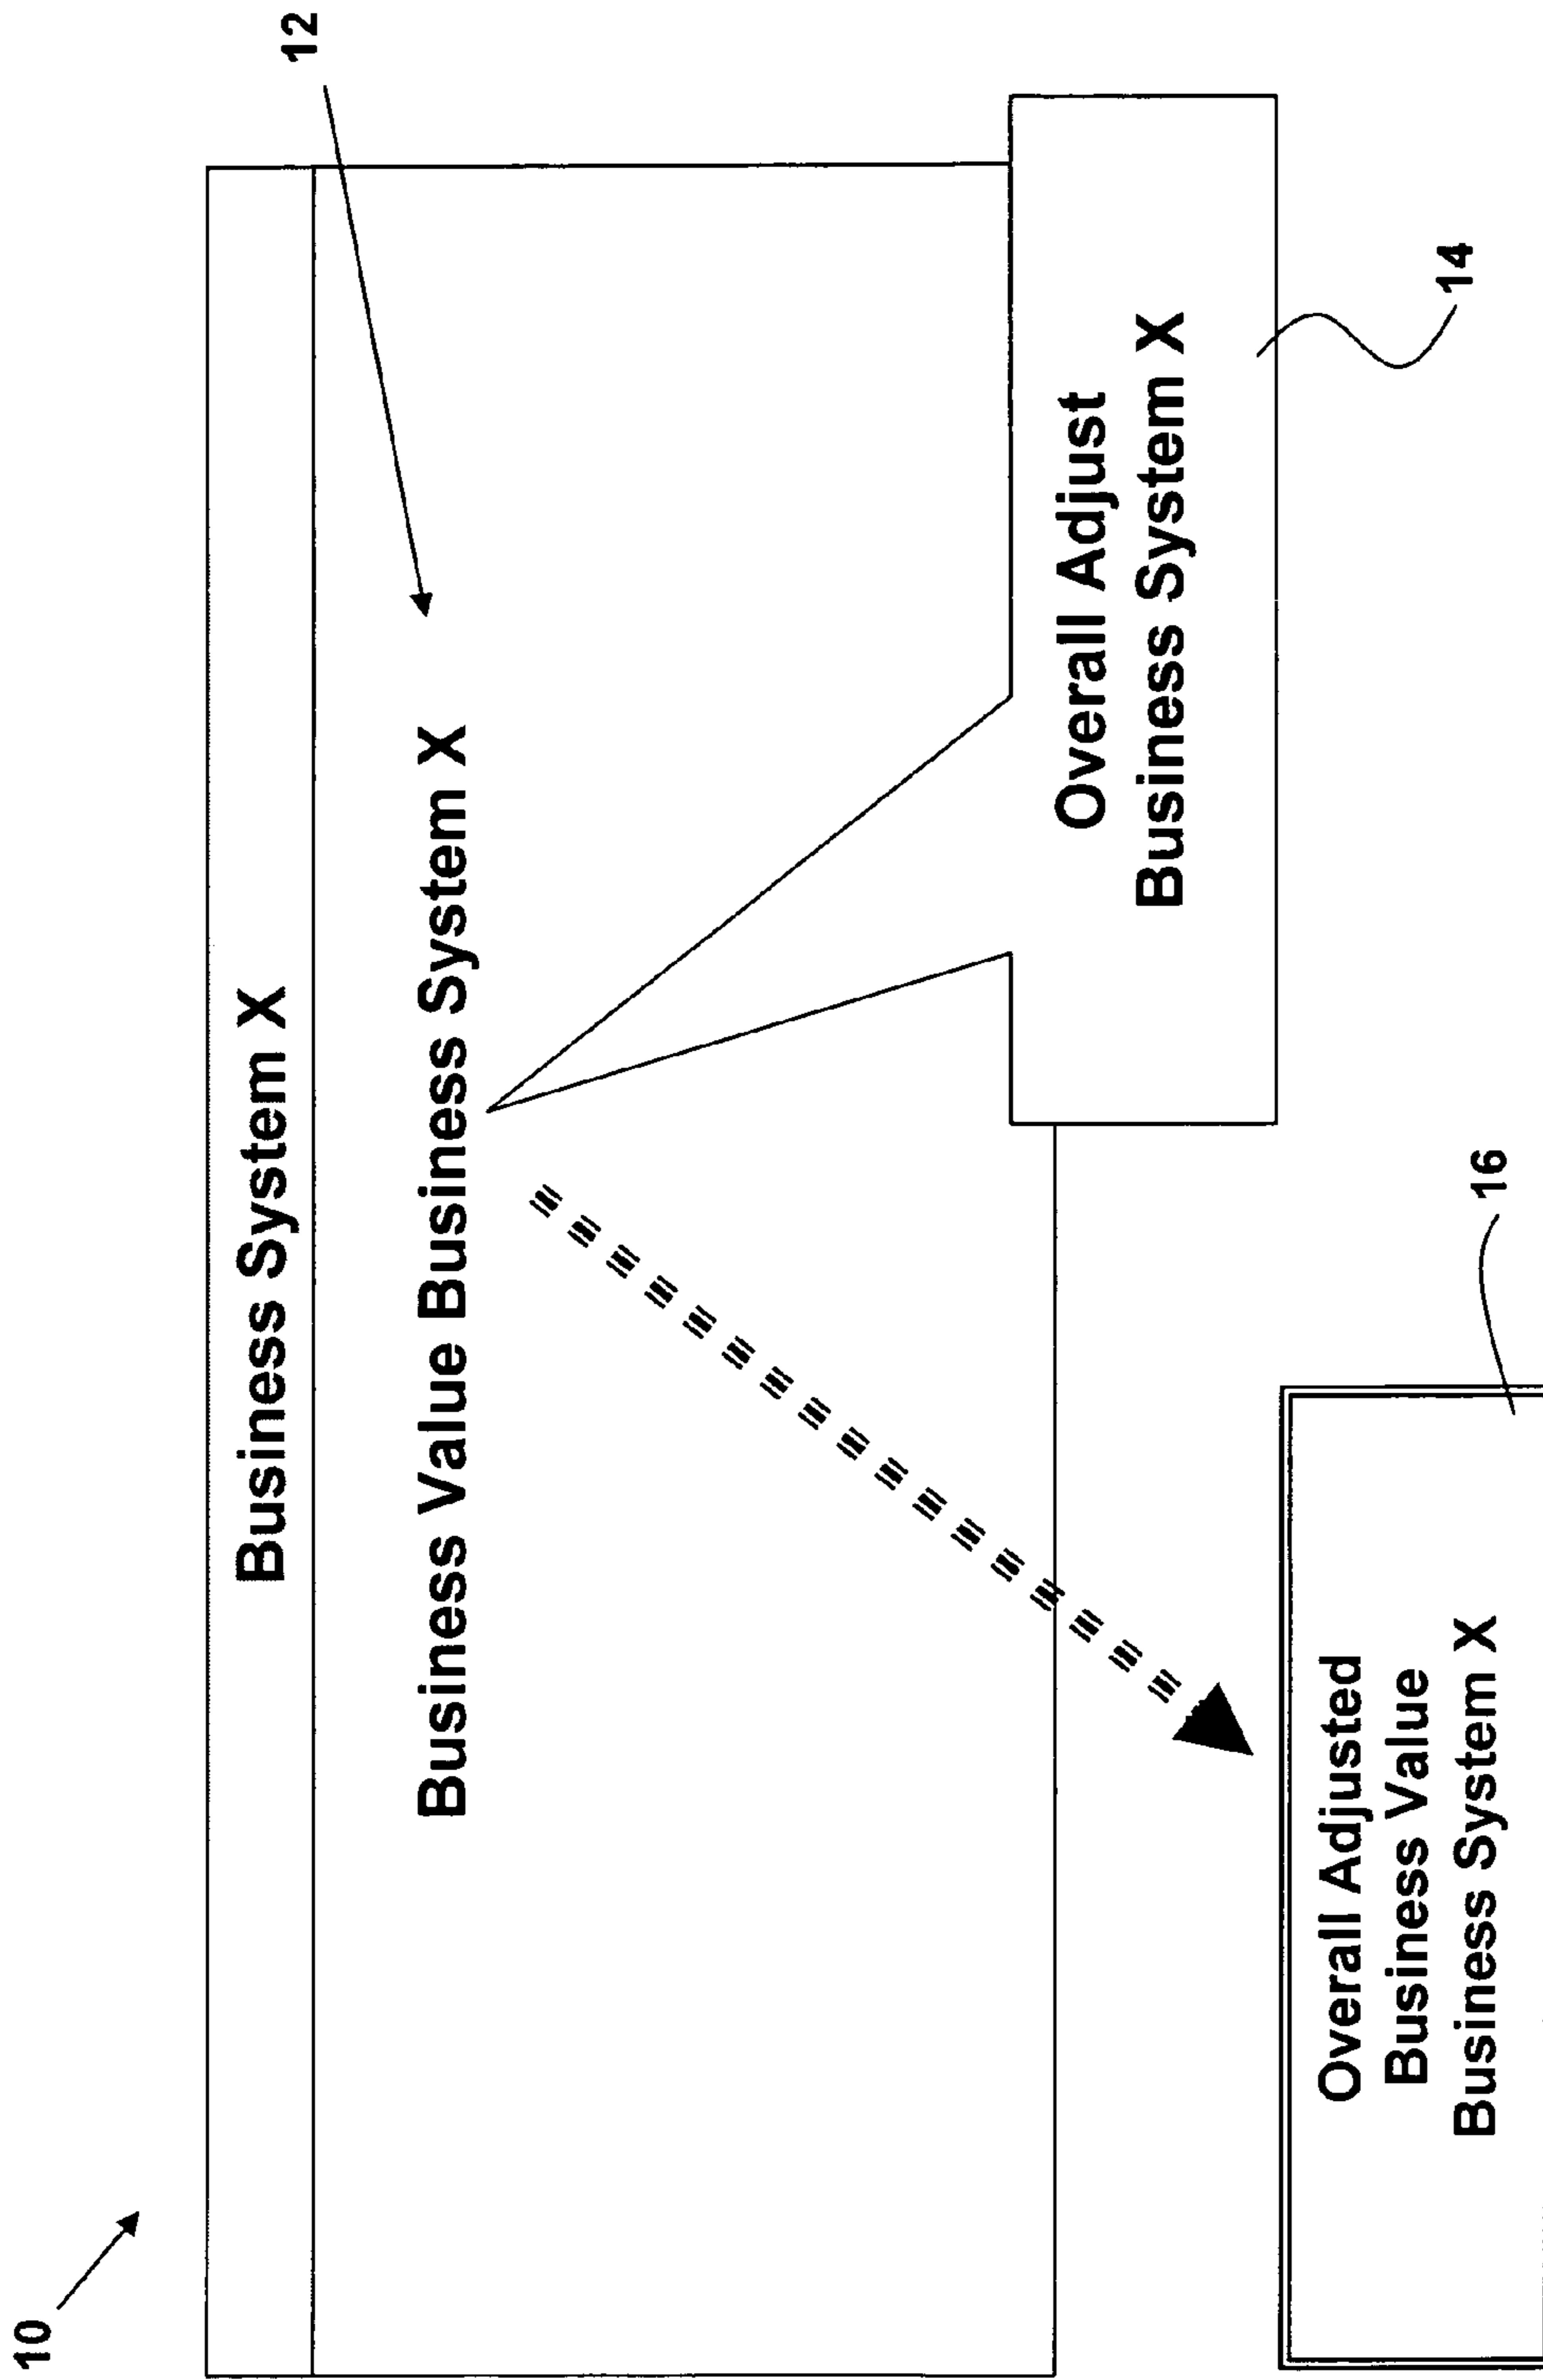 10
12
Business System X
Business Value Business System X
Overall Adjust
Business System X
14
16
Overall Adjusted
Business Value
Business System X